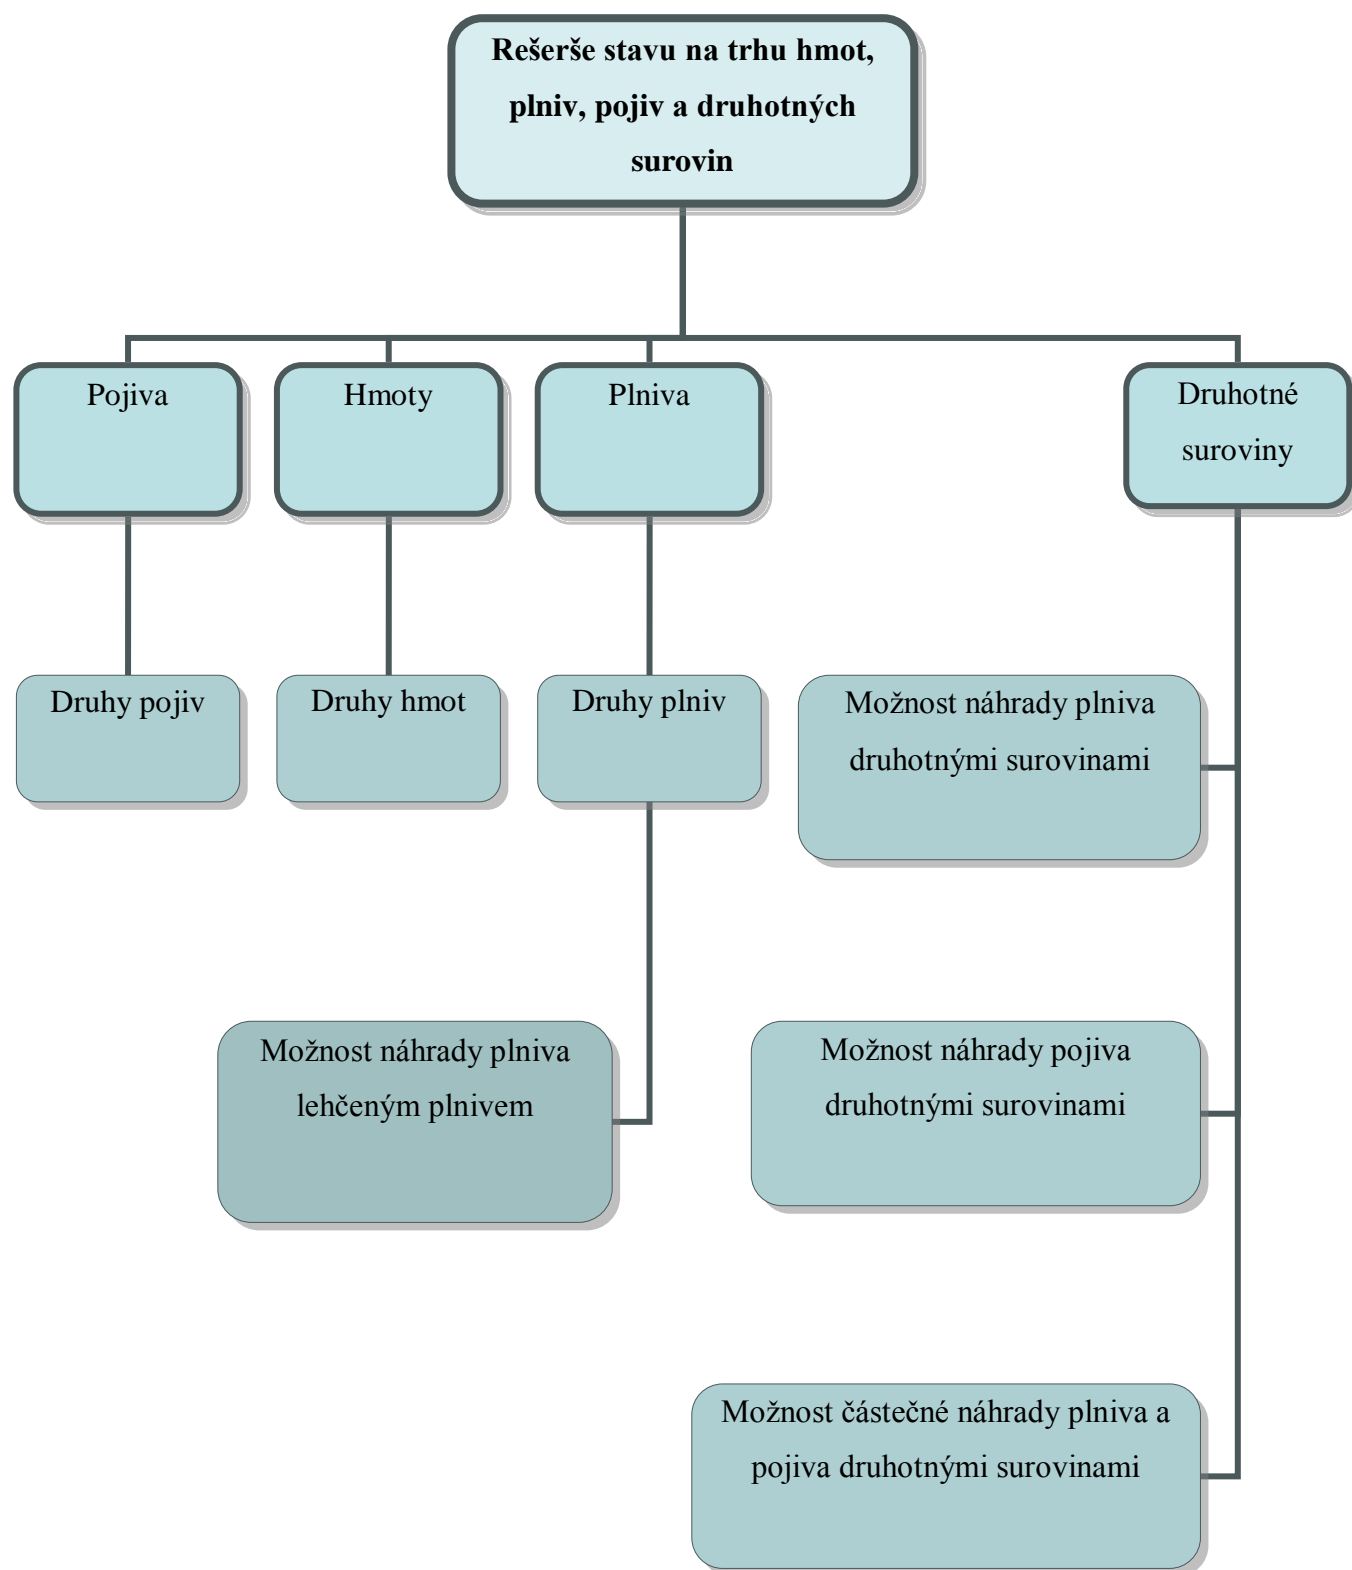 Rešerše stavu na trhu hmot,
plniv, pojiv a druhotných
surovin
Pojiva
Hmoty
Plniva
Druhotné
suroviny
Druhy pojiv
Druhy hmot
Druhy plniv
Možnost náhrady plniva
druhotnými surovinami
Možnost náhrady plniva
lehčeným plnivem
Možnost náhrady pojiva
druhotnými surovinami
Možnost částečné náhrady plniva a
pojiva druhotnými surovinami